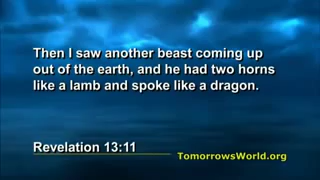 Then I saw another beast coming up
out of the earth, and he had two horns
like a lamb and spoke like a dragon.
Revelation 13:11
TomorrowsWorld.org